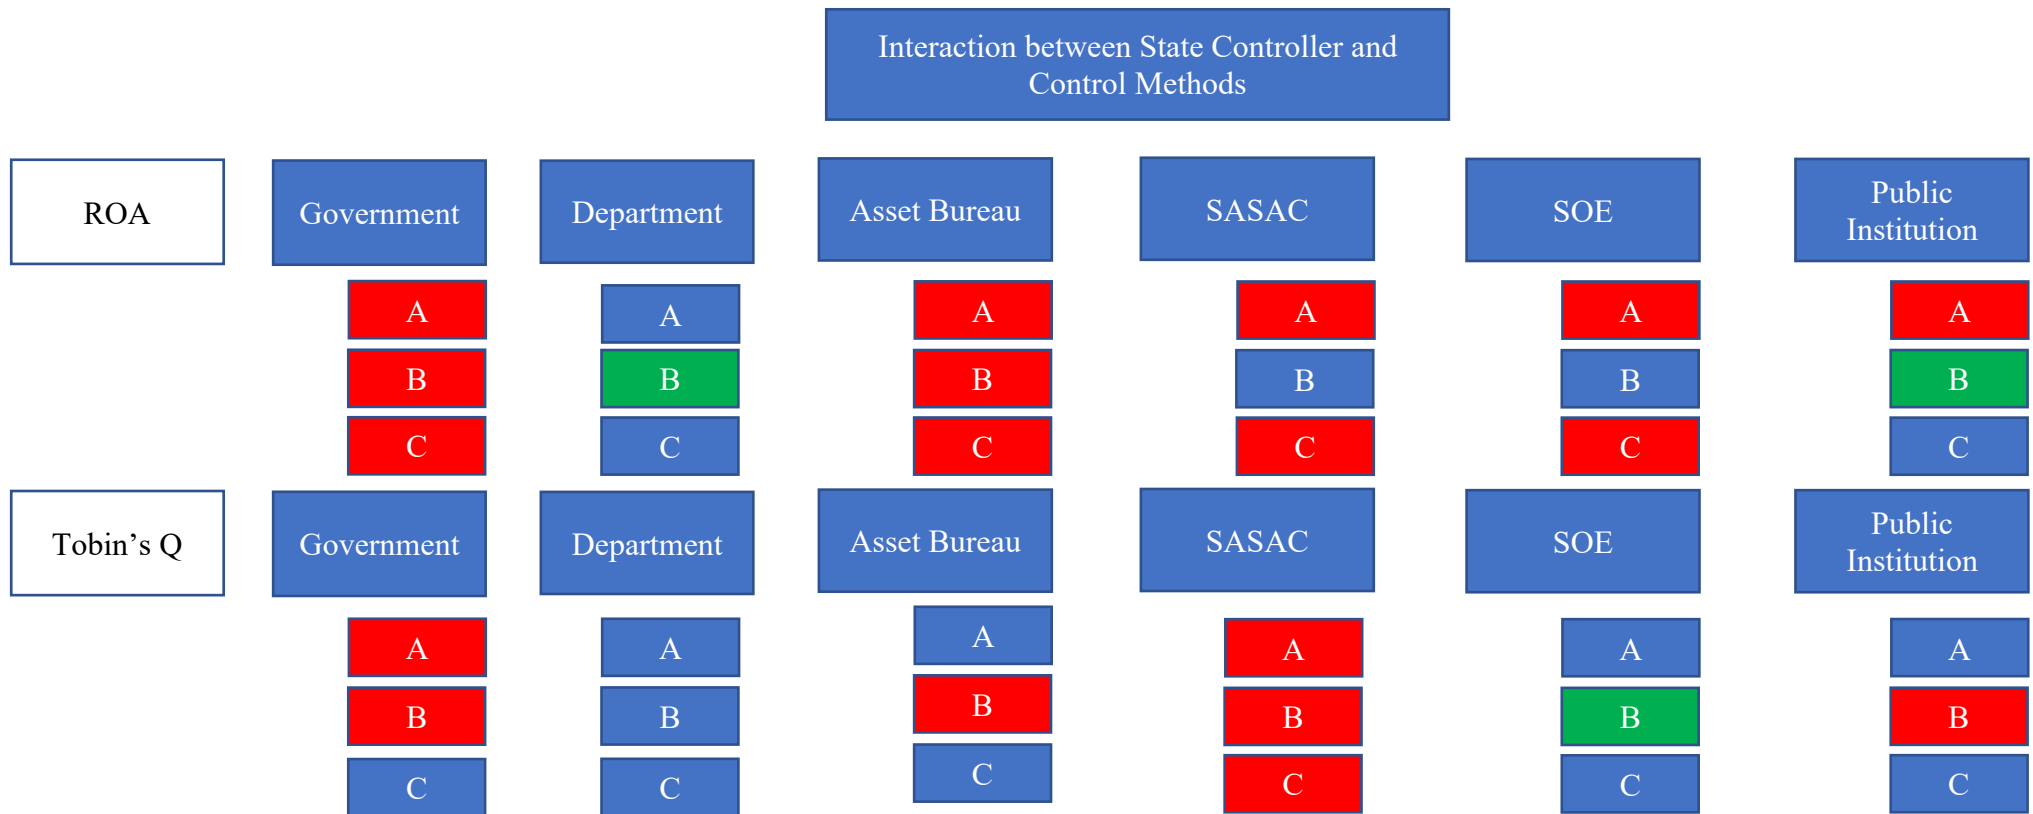 Interaction between State Controller and
Control Methods
ROA
Government
Department
Asset Bureau
SASAC
SOE
Public
Institution
A
A
A
A
A
A
B
B
B
B
B
B
C
C
C
C
C
C
Tobin’s Q
Government
Department
Asset Bureau
SASAC
SOE
Public
Institution
A
A
A
A
A
A
B
B
B
B
B
B
C
C
C
C
C
C